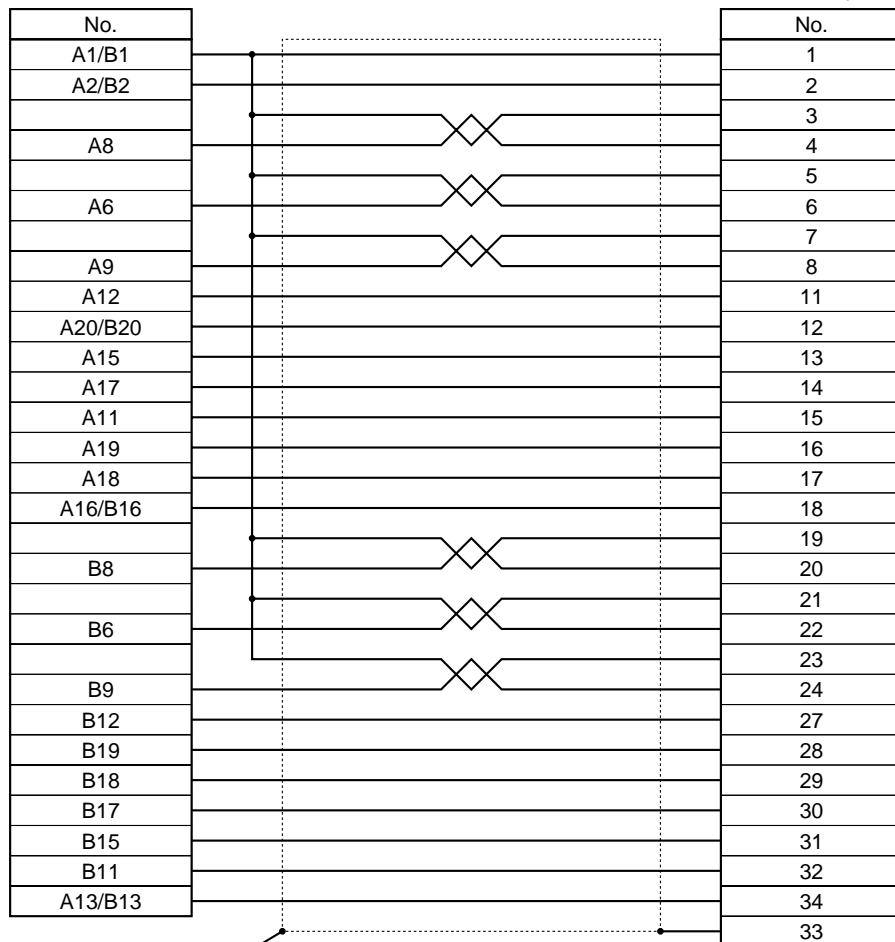 No. No.
A1/B1 1
A2/B2 2
3
A8 4
5
A6 6
7
A9 8
A12 11
A20/B20 12
A15 13
A17 14
A11 15
A19 16
A18 17
A16/B16 18
19
B8 20
21
B6 22
23
B9 24
B12 27
B19 28
B18 29
B17 30
B15 31
B11 32
A13/B13 34
33